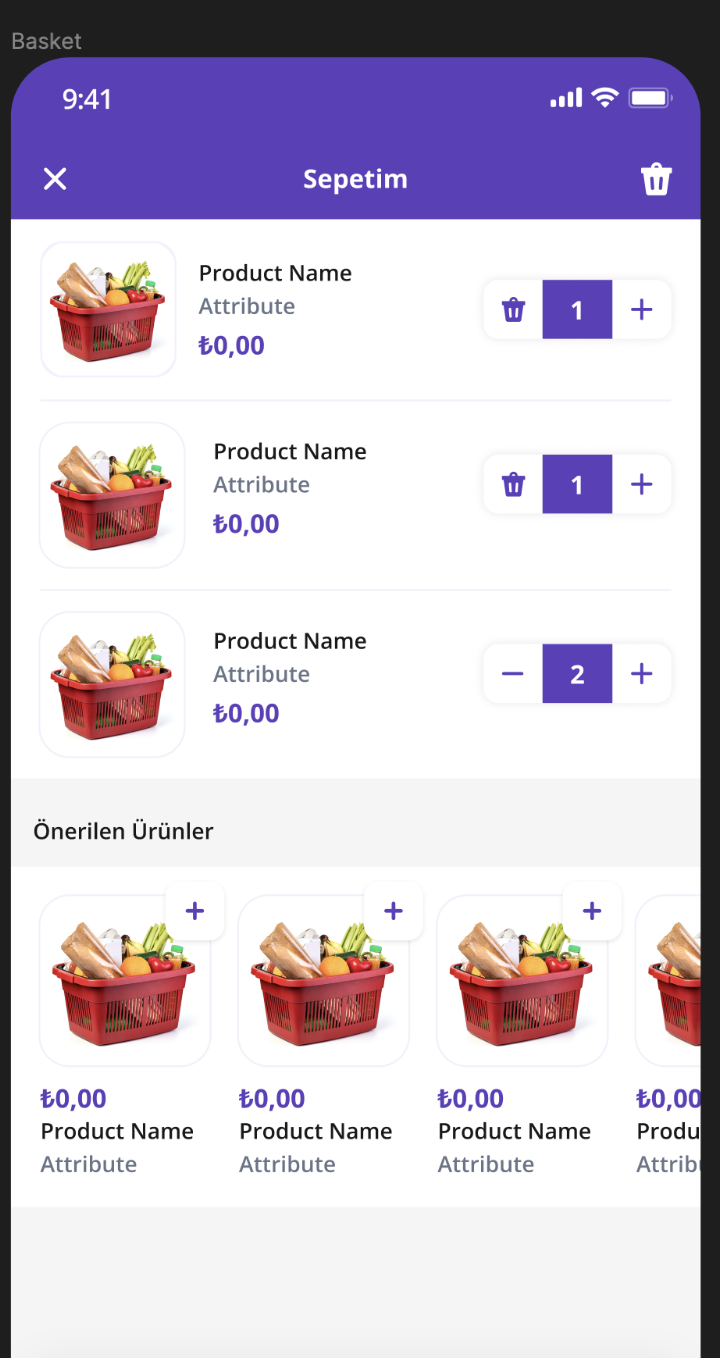 Basket
9:41
Sepetim
Product Name
Attribute
₺0,00
1
Product Name
Attribute
₺0,00
1
Product Name
Attribute
₺0,00
2
Önerilen Ürünler
₺0,00 ₺0,00 ₺0,00 ₺0,00
Product Name Product Name Product Name Produ
Attribute Attribute Attribute Attrib